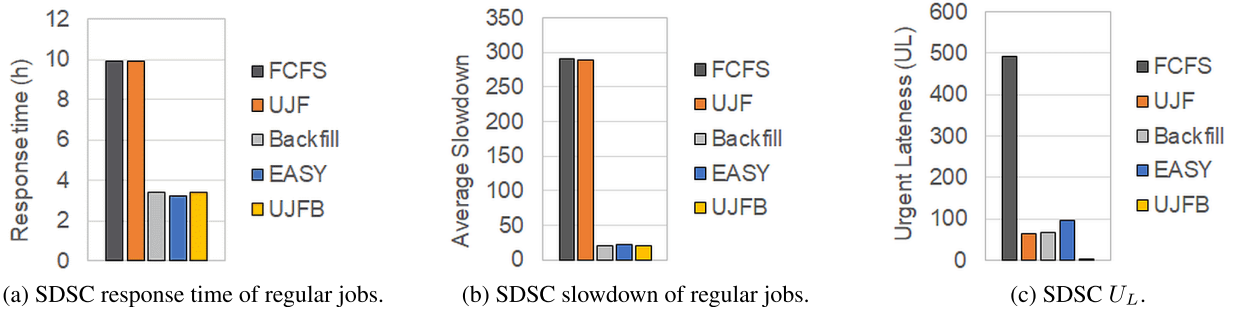 12
10
8
6
4
2
0
Response time (h)
FCFS
UJF
Backfill
EASY
UJFB
(a) SDSC response time of regular jobs.
350
300
250
200
150
100
50
0
Average Slowdown
FCFS
UJF
Backfill
EASY
UJFB
(b) SDSC slowdown of regular jobs.
600
500
400
300
200
100
0
Urgent Lateness (UL)
FCFS
UJF
Backfill
EASY
UJFB
(c) SDSC U_L.